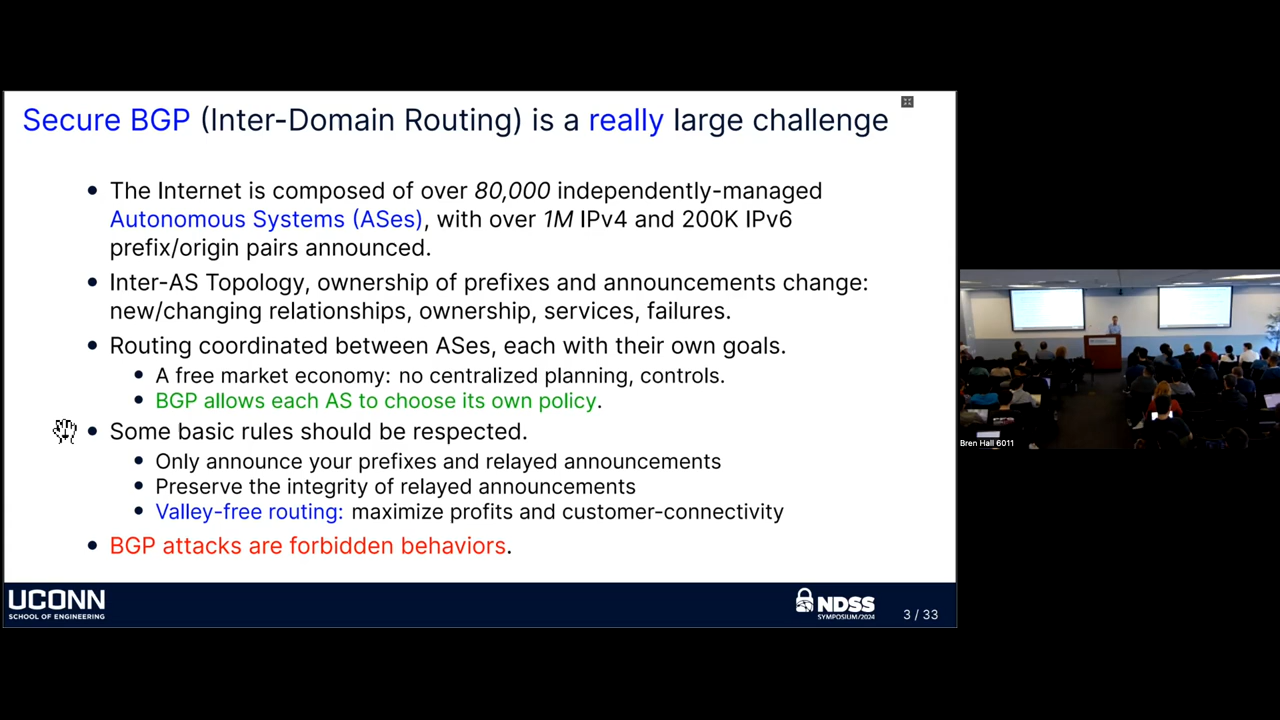 Secure BGP (Inter-Domain Routing) is a really large challenge
• The Internet is composed of over 80,000 independently-managed
Autonomous Systems (ASes), with over 1M IPv4 and 200K IPv6
prefix/origin pairs announced.
• Inter-AS Topology, ownership of prefixes and announcements change:
new/changing relationships, ownership, services, failures.
• Routing coordinated between ASes, each with their own goals.
• A free market economy: no centralized planning, controls.
• BGP allows each AS to choose its own policy.
• Some basic rules should be respected.
• Only announce your prefixes and relayed announcements
• Preserve the integrity of relayed announcements
• Valley-free routing: maximize profits and customer-connectivity
• BGP attacks are forbidden behaviors.
UCONN
SCHOOL OF ENGINEERING
NDSS
SYMPOSIUM/2024
3 / 33
Bren Hall 6011